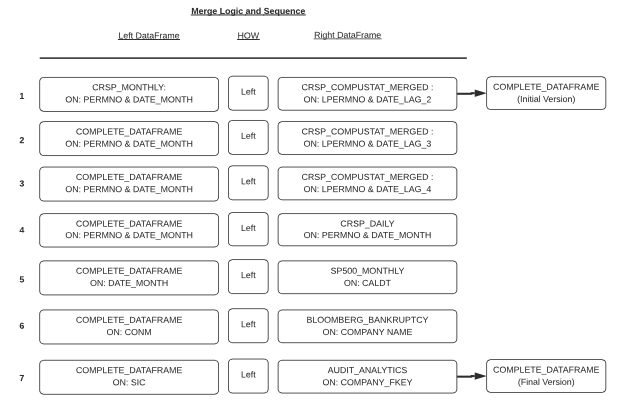 Merge Logic and Sequence
Left DataFrame HOW Right DataFrame
1
CRSP_MONTHLY:
ON: PERMNO & DATE_MONTH
Left
CRSP_COMPUSTAT_MERGED :
ON: LPERMNO & DATE_LAG_2
COMPLETE_DATAFRAME
(Initial Version)
2
COMPLETE_DATAFRAME
ON: PERMNO & DATE_MONTH
Left
CRSP_COMPUSTAT_MERGED :
ON: LPERMNO & DATE_LAG_3
3
COMPLETE_DATAFRAME
ON: PERMNO & DATE_MONTH
Left
CRSP_COMPUSTAT_MERGED :
ON: LPERMNO & DATE_LAG_4
4
COMPLETE_DATAFRAME
ON: PERMNO & DATE_MONTH
Left
CRSP_DAILY
ON: PERMNO & DATE_MONTH
5
COMPLETE_DATAFRAME
ON: DATE_MONTH
Left
SP500_MONTHLY
ON: CALDT
6
COMPLETE_DATAFRAME
ON: CONM
Left
BLOOMBERG_BANKRUPTCY
ON: COMPANY NAME
7
COMPLETE_DATAFRAME
ON: SIC
Left
AUDIT_ANALYTICS
ON: COMPANY_FKEY
COMPLETE_DATAFRAME
(Final Version)